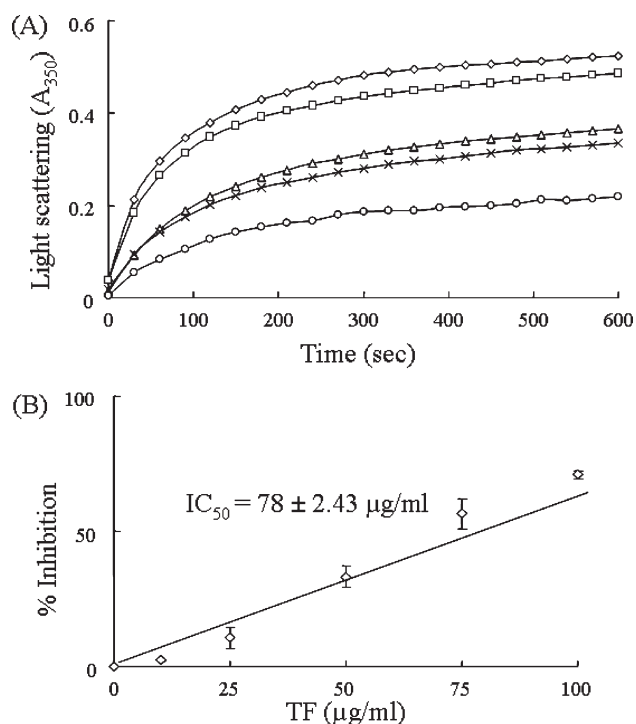 (A)
0.6
0.4
0.2
0
Light scattering (A350)
0 100 200 300 400 500 600
Time (sec)
(B)
100
50
0
% Inhibition
IC50 = 78 ± 2.43 µg/ml
0 25 50 75 100
TF (µg/ml)